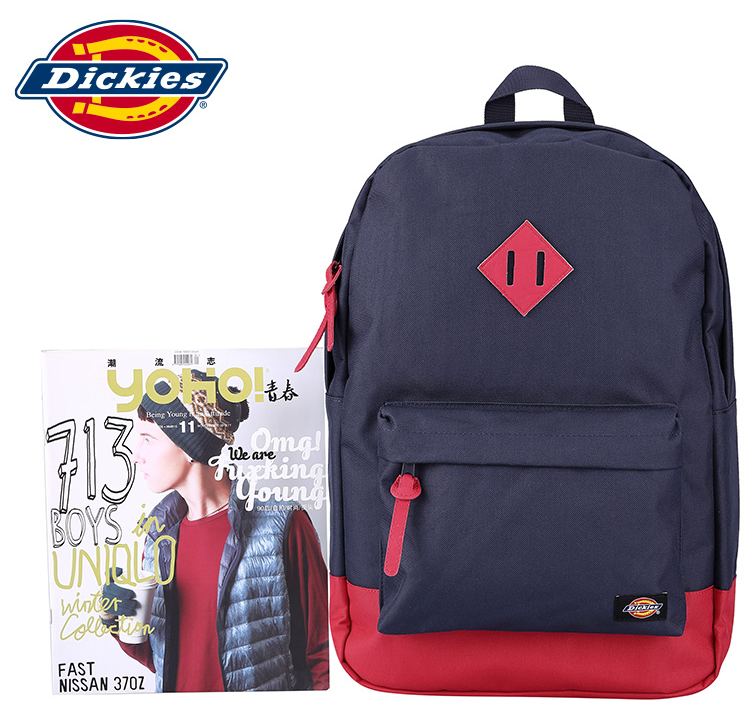 Dickies®
潮流志
YOHO!青春
Being Young
11
713
BOYS in
UNIQLO
Winter
Collection
FAST
NISSAN 370Z
Omg!
We are
Fuxking
Young!
Dickies